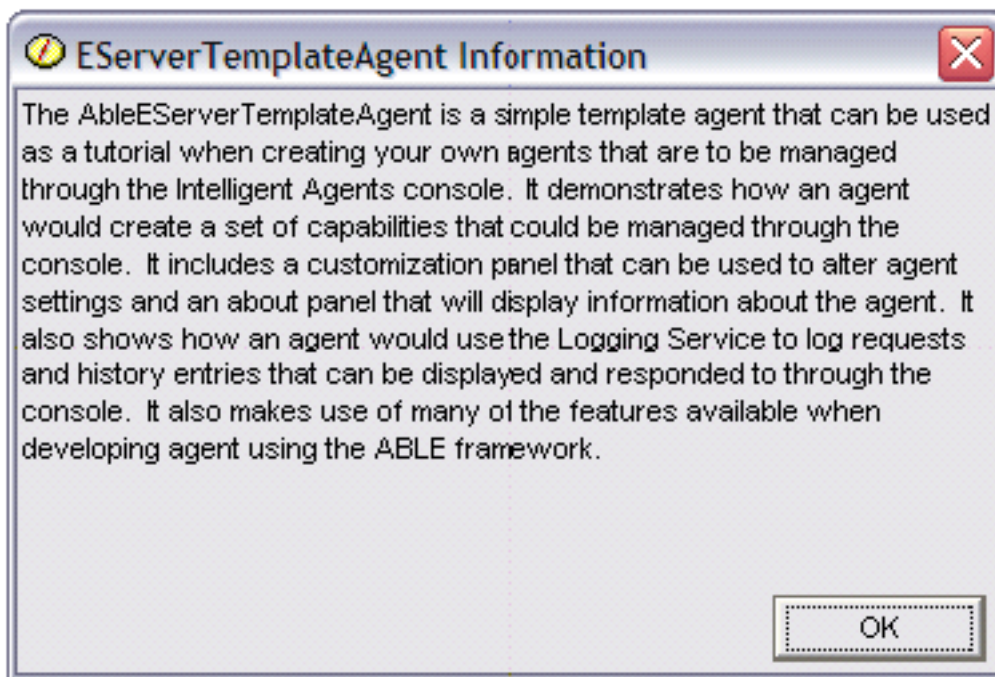 EServerTemplateAgent Information
The AbleEServerTemplateAgent is a simple template agent that can be used
as a tutorial when creating your own agents that are to be managed
through the Intelligent Agents console. It demonstrates how an agent
would create a set of capabilities that could be managed through the
console. It includes a customization panel that can be used to alter agent
settings and an about panel that will display information about the agent. It
also shows how an agent would use the Logging Service to log requests
and history entries that can be displayed and responded to through the
console. It also makes use of many of the features available when
developing agent using the ABLE framework.
OK